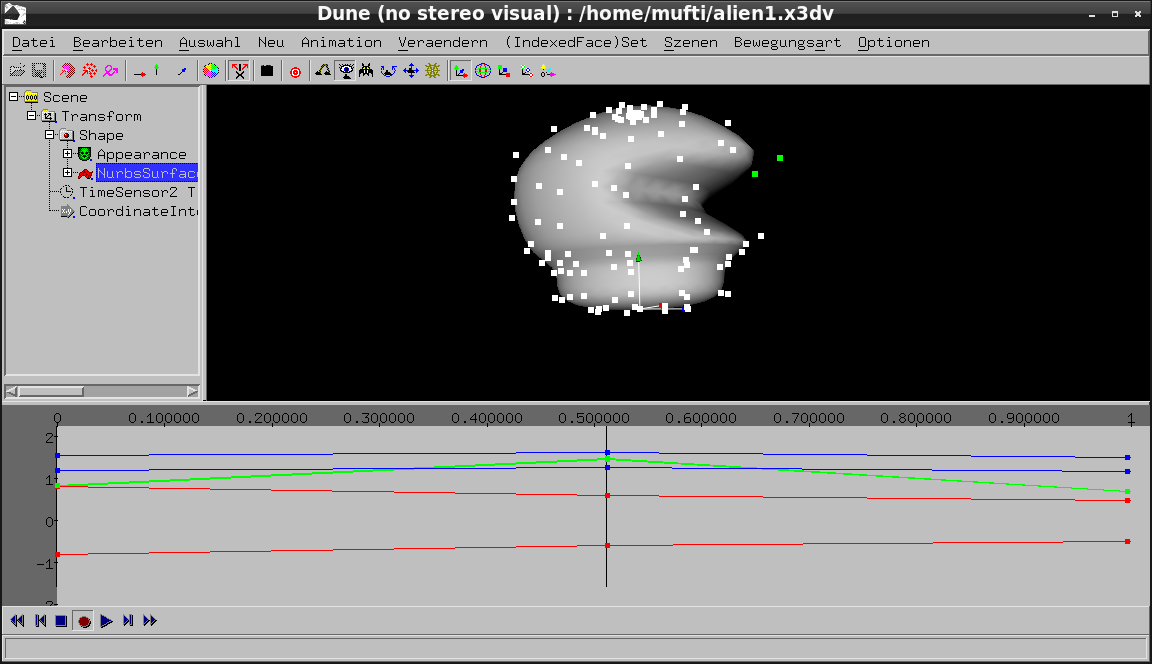 Dune (no stereo visual) : /home/mufti/alien1.x3dv
Datei Bearbeiten Auswahl Neu Animation Veraendern (IndexedFace)Set Szenen Bewegungsart Optionen
Scene
Transform
Shape
Appearance
NurbsSurfac
TimeSensor2 T
CoordinateInt
0 0.100000 0.200000 0.300000 0.400000 0.500000 0.600000 0.700000 0.800000 0.900000 1
2
1
0
-1